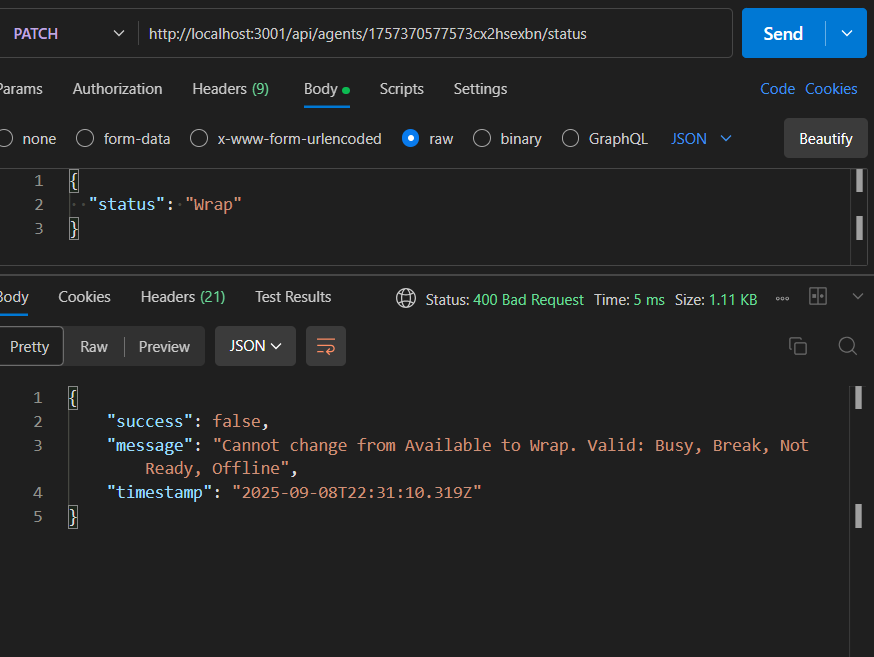 PATCH http://localhost:3001/api/agents/1757370577573cx2hsexbn/status Send
Params Authorization Headers (9) Body Scripts Settings Code Cookies
none form-data x-www-form-urlencoded raw binary GraphQL JSON Beautify
1 {
2 "status": "Wrap"
3 }
Body Cookies Headers (21) Test Results Status: 400 Bad Request Time: 5 ms Size: 1.11 KB
Pretty Raw Preview JSON
1 {
2 "success": false,
3 "message": "Cannot change from Available to Wrap. Valid: Busy, Break, Not
Ready, Offline",
4 "timestamp": "2025-09-08T22:31:10.319Z"
5 }